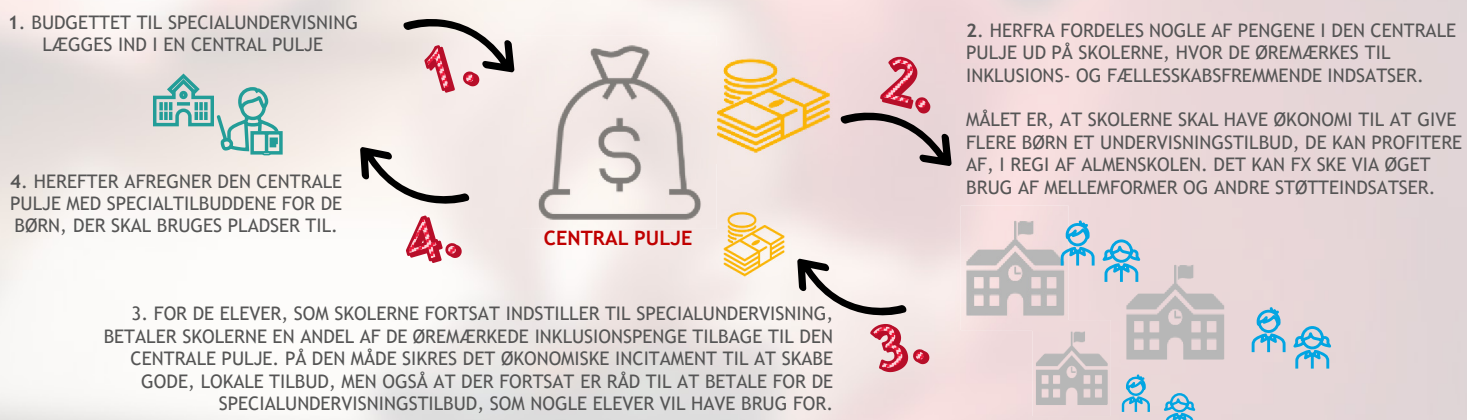 1. BUDGETTET TIL SPECIALUNDERVISNING
LÆGGES IND I EN CENTRAL PULJE
1.
$
CENTRAL PULJE
2.
2. HERFRA FORDELES NOGLE AF PENGENE I DEN CENTRALE
PULJE UD PÅ SKOLERNE, HVOR DE ØREMÆRKES TIL
INKLUSIONS- OG FÆLLESSKABSFREMMENDE INDSATSER.
MÅLET ER, AT SKOLERNE SKAL HAVE ØKONOMI TIL AT GIVE
FLERE BØRN ET UNDERVISNINGSTILBUD, DE KAN PROFITERE
AF, I REGI AF ALMENSKOLEN. DET KAN FX SKE VIA ØGET
BRUG AF MELLEMFORMER OG ANDRE STØTTEINDSATSER.
3. FOR DE ELEVER, SOM SKOLERNE FORTSAT INDSTILLER TIL SPECIALUNDERVISNING,
BETALER SKOLERNE EN ANDEL AF DE ØREMÆRKEDE INKLUSIONSPENGE TILBAGE TIL DEN
CENTRALE PULJE. PÅ DEN MÅDE SIKRES DET ØKONOMISKE INCITAMENT TIL AT SKABE
GODE, LOKALE TILBUD, MEN OGSÅ AT DER FORTSAT ER RÅD TIL AT BETALE FOR DE
SPECIALUNDERVISNINGSTILBUD, SOM NOGLE ELEVER VIL HAVE BRUG FOR.
3.
4. HEREFTER AFREGNER DEN CENTRALE
PULJE MED SPECIALTILBUDDENE FOR DE
BØRN, DER SKAL BRUGES PLADSER TIL.
4.